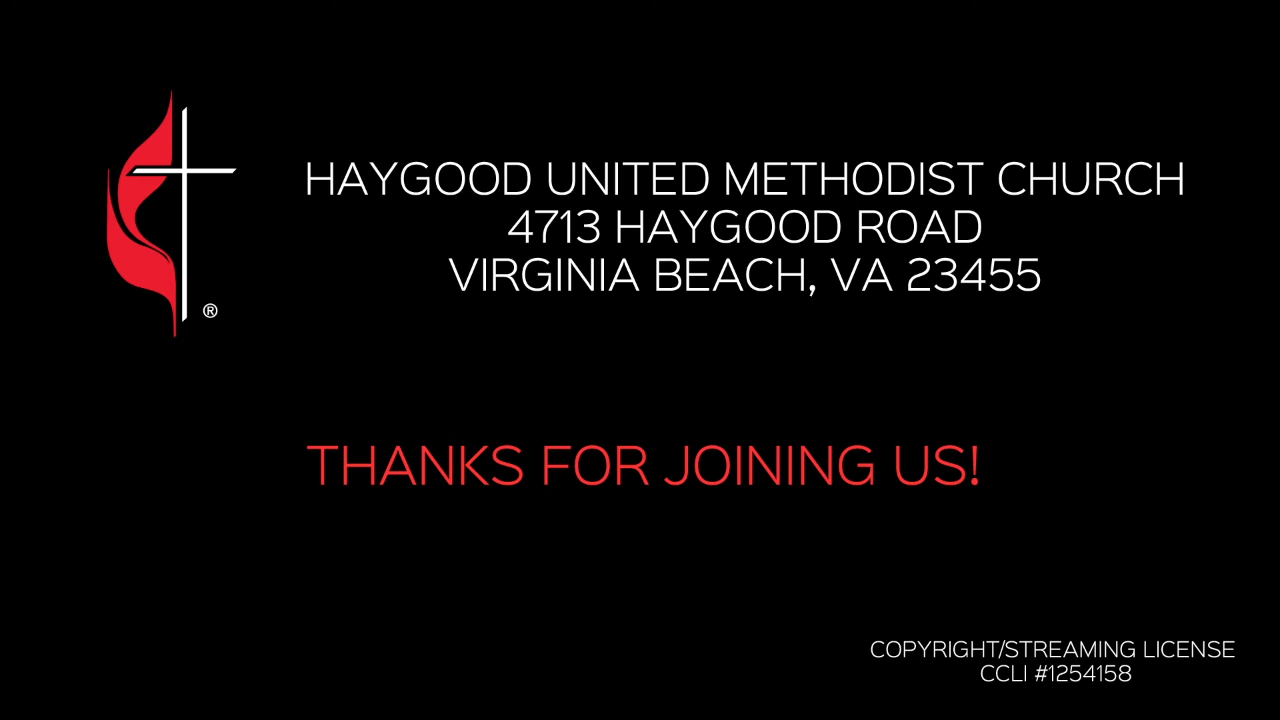 HAYGOOD UNITED METHODIST CHURCH
4713 HAYGOOD ROAD
VIRGINIA BEACH, VA 23455
®
THANKS FOR JOINING US!
COPYRIGHT/STREAMING LICENSE
CCLI #1254158